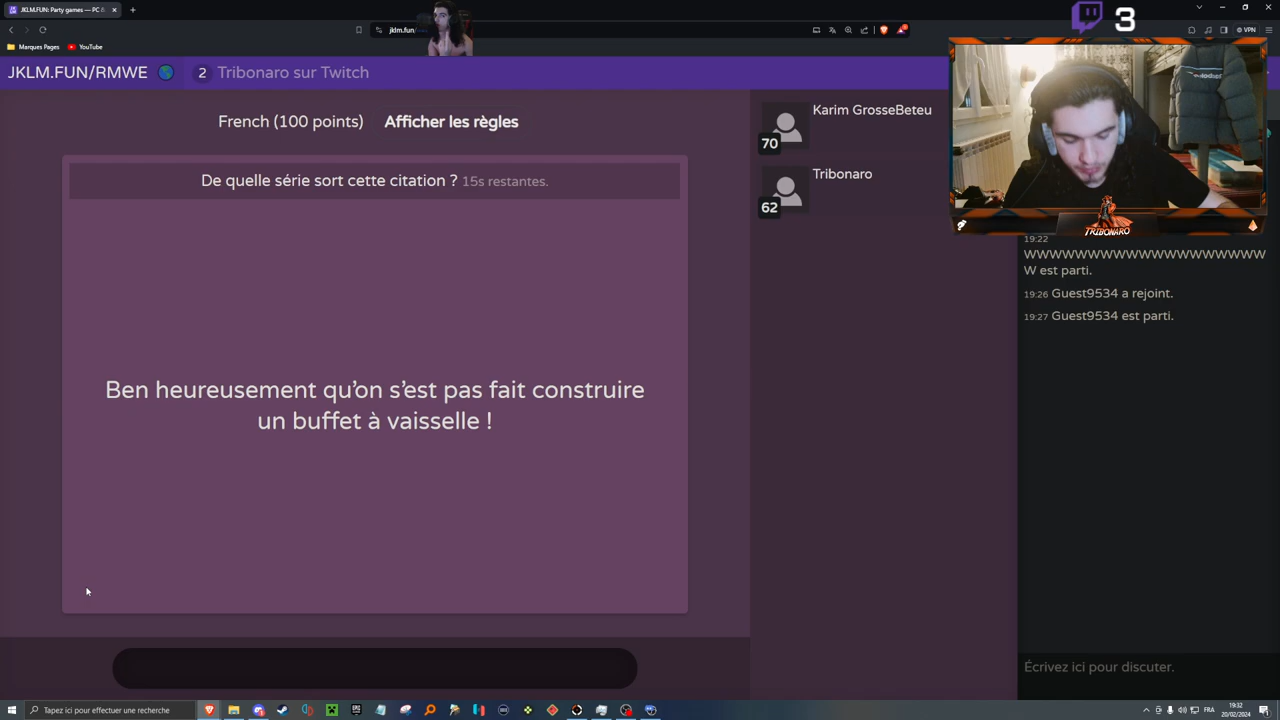 JKLM.FUN: Party games — PC &
jklm.fun/
VPN
Marques Pages
YouTube
3
JKLM.FUN/RMWE
2
Tribonaro sur Twitch
French (100 points)
Afficher les règles
De quelle série sort cette citation ? 15s restantes.
Ben heureusement qu'on s'est pas fait construire
un buffet à vaisselle !
Karim GrosseBeteu
70
Tribonaro
62
TRIBONARO
19:22
WWWWWWWWWWWWWWWWWWW
W est parti.
19:26 Guest9534 a rejoint.
19:27 Guest9534 est parti.
Écrivez ici pour discuter.
Tapez ici pour effectuer une recherche
FRA
19:32
20/02/2024